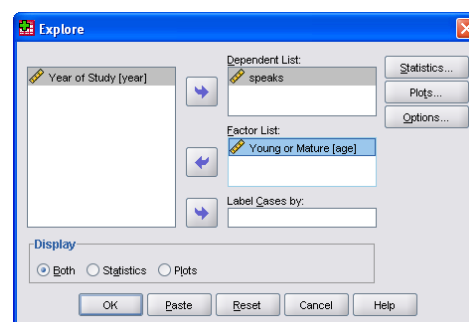 Explore
Dependent List:
Year of Study [year]
speaks
Statistics...
Plots...
Options...
Factor List:
Young or Mature [age]
Label Cases by:
Display
Both Statistics Plots
OK Paste Reset Cancel Help